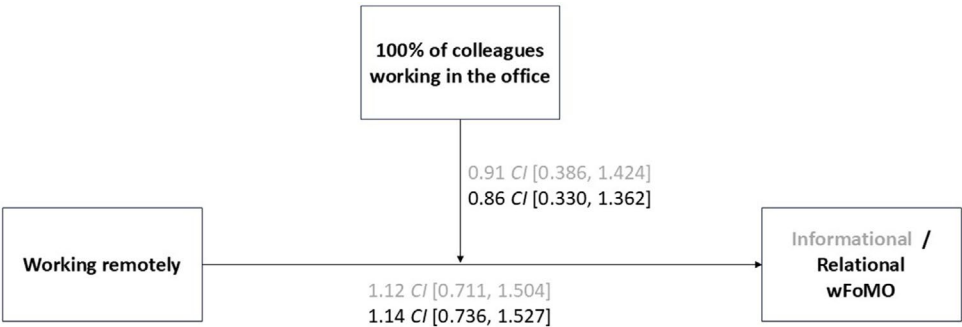 100% of colleagues
working in the office
0.91 CI [0.386, 1.424]
0.86 CI [0.330, 1.362]
Working remotely
Informational /
Relational
wFoMO
1.12 CI [0.711, 1.504]
1.14 CI [0.736, 1.527]